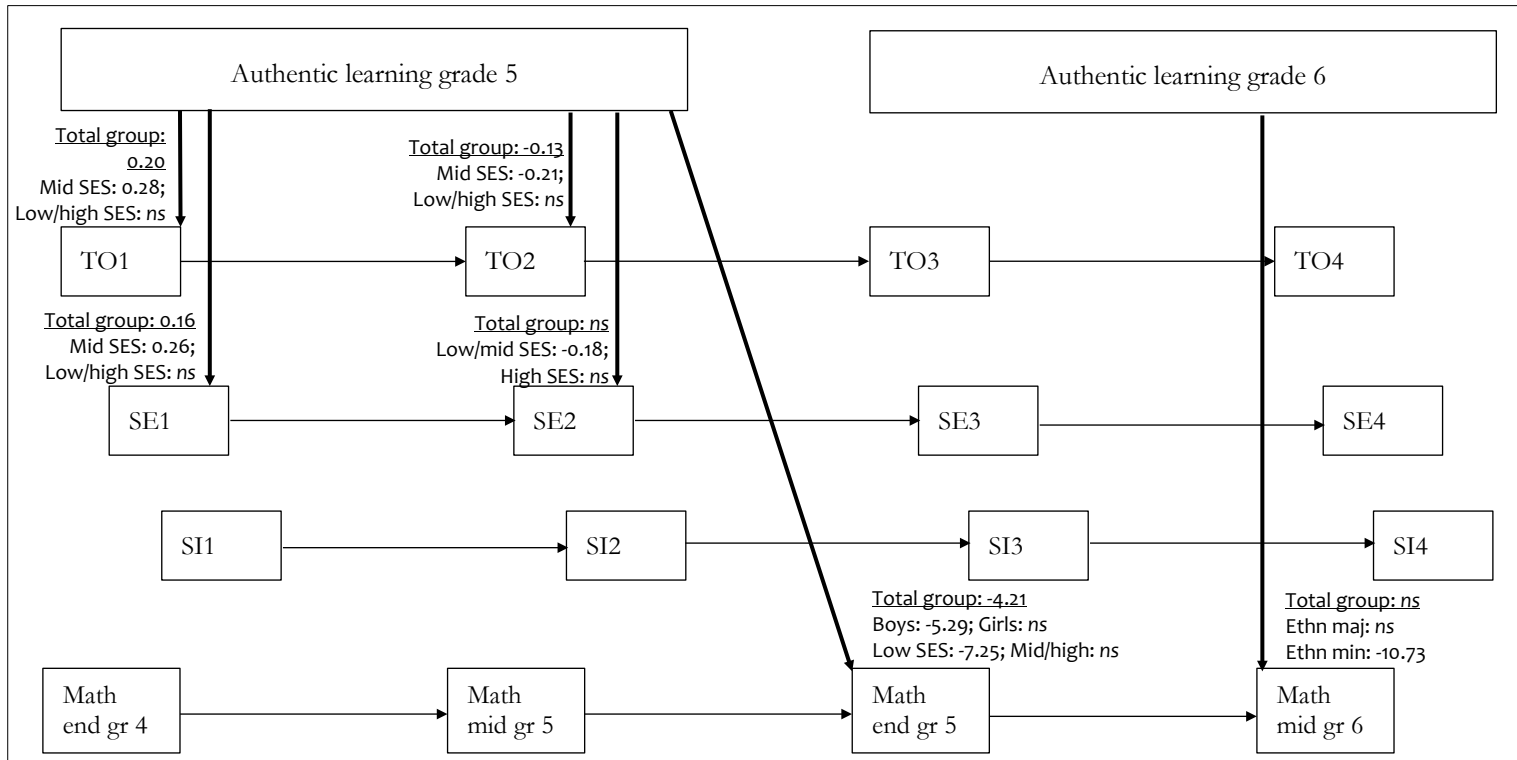 Authentic learning grade 5
Authentic learning grade 6
Total group:
0.20
Mid SES: 0.28;
Low/high SES: ns
Total group: -0.13
Mid SES: -0.21;
Low/high SES: ns
TO1
TO2
TO3
TO4
Total group: 0.16
Mid SES: 0.26;
Low/high SES: ns
Total group: ns
Low/mid SES: -0.18;
High SES: ns
SE1
SE2
SE3
SE4
SI1
SI2
SI3
SI4
Total group: -4.21
Boys: -5.29; Girls: ns
Low SES: -7.25; Mid/high: ns
Total group: ns
Ethn maj: ns
Ethn min: -10.73
Math
end gr 4
Math
mid gr 5
Math
end gr 5
Math
mid gr 6